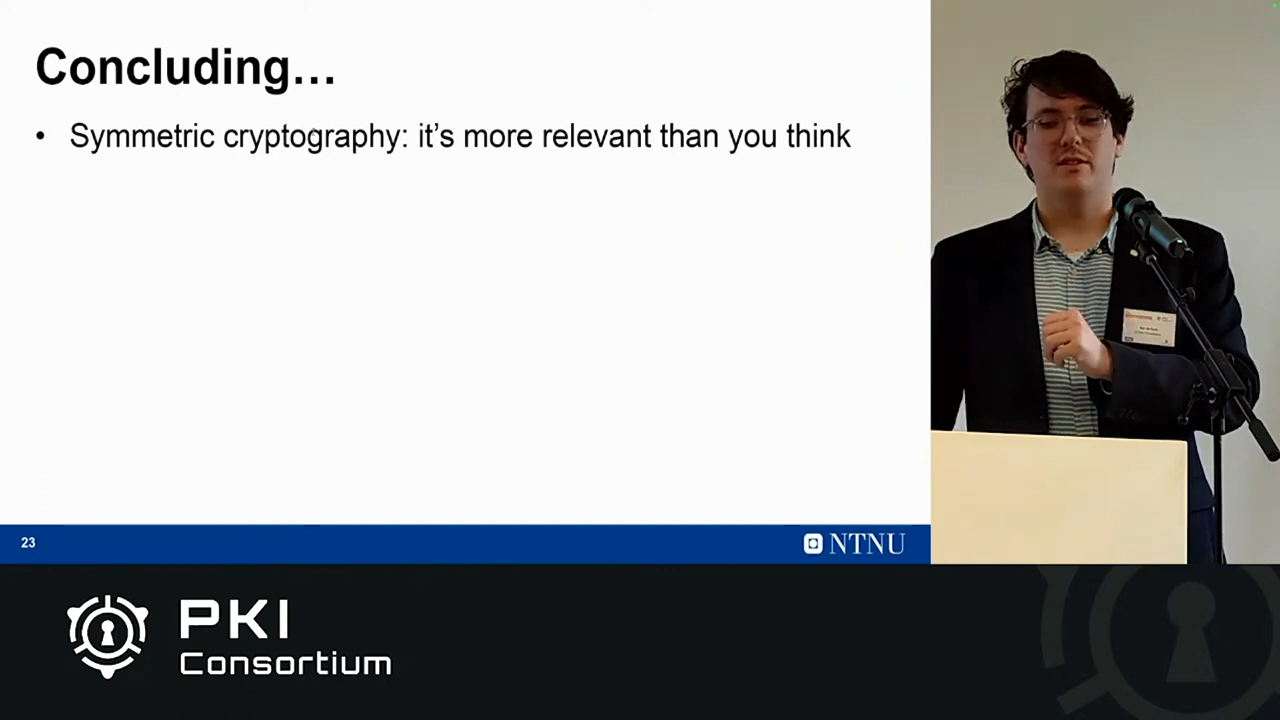 Concluding…
• Symmetric cryptography: it’s more relevant than you think
23
NTNU
PKI
Consortium